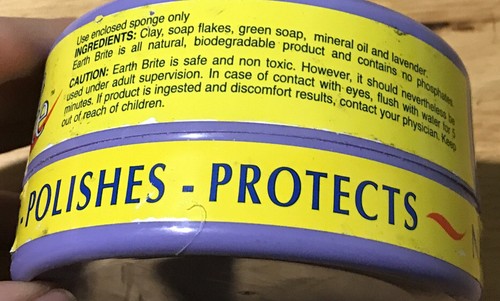 Use enclosed sponge only
INGREDIENTS: Clay, soap flakes, green soap, mineral oil and lavender.
Earth Brite is all natural, biodegradable product and contains no phosphates.
CAUTION: Earth Brite is safe and non toxic. However, it should nevertheless be
used under adult supervision. In case of contact with eyes, flush with water for 5
minutes. If product is ingested and discomfort results, contact your physician. Keep
out of reach of children.
- POLISHES - PROTECTS ~